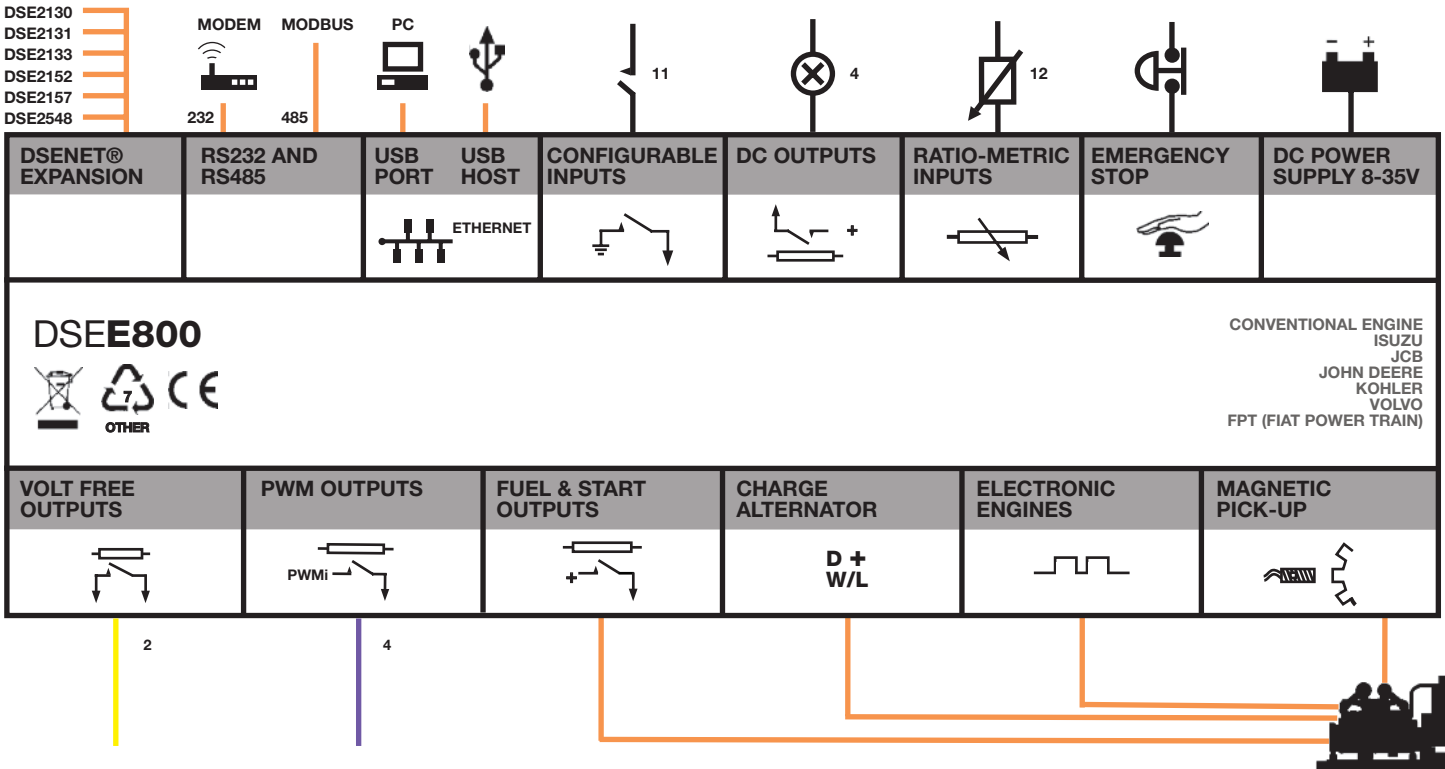 DSE2130
DSE2131
DSE2133
DSE2152
DSE2157
DSE2548
MODEM
MODBUS
PC
232
485
11
4
12
- +
DSENET®
EXPANSION
RS232 AND
RS485
USB
PORT
USB
HOST
CONFIGURABLE
INPUTS
DC OUTPUTS
RATIO-METRIC
INPUTS
EMERGENCY
STOP
DC POWER
SUPPLY 8-35V
ETHERNET
+
DSEE800
7
OTHER
CE
CONVENTIONAL ENGINE
ISUZU
JCB
JOHN DEERE
KOHLER
VOLVO
FPT (FIAT POWER TRAIN)
VOLT FREE
OUTPUTS
PWM OUTPUTS
FUEL & START
OUTPUTS
CHARGE
ALTERNATOR
ELECTRONIC
ENGINES
MAGNETIC
PICK-UP
PWMi
+
D +
W/L
2
4